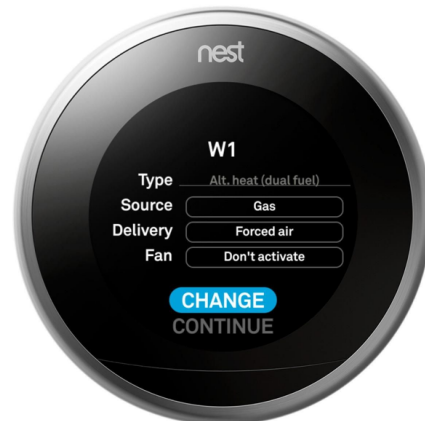 nest
W1
Type Alt. heat (dual fuel)
Source Gas
Delivery Forced air
Fan Don't activate
CHANGE
CONTINUE